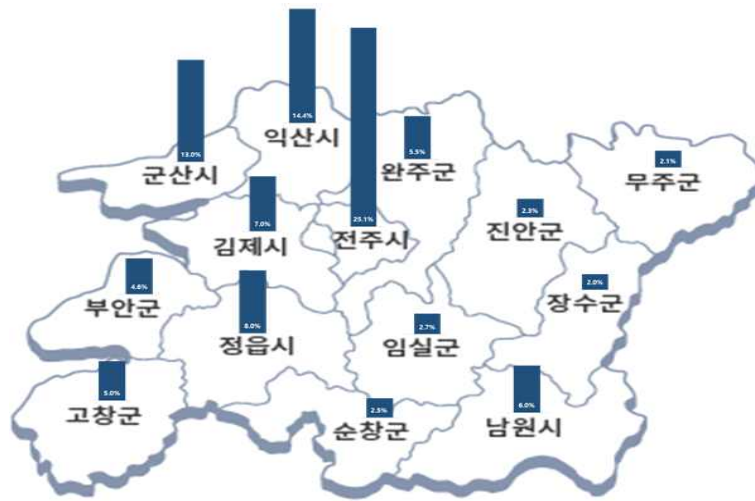 14.4%
익산시
13.0%
군산시
5.5%
완주군
2.1%
무주군
7.0%
김제시
25.1%
전주시
2.3%
진안군
4.6%
부안군
8.0%
정읍시
2.7%
임실군
2.0%
장수군
5.0%
고창군
2.5%
순창군
6.0%
남원시